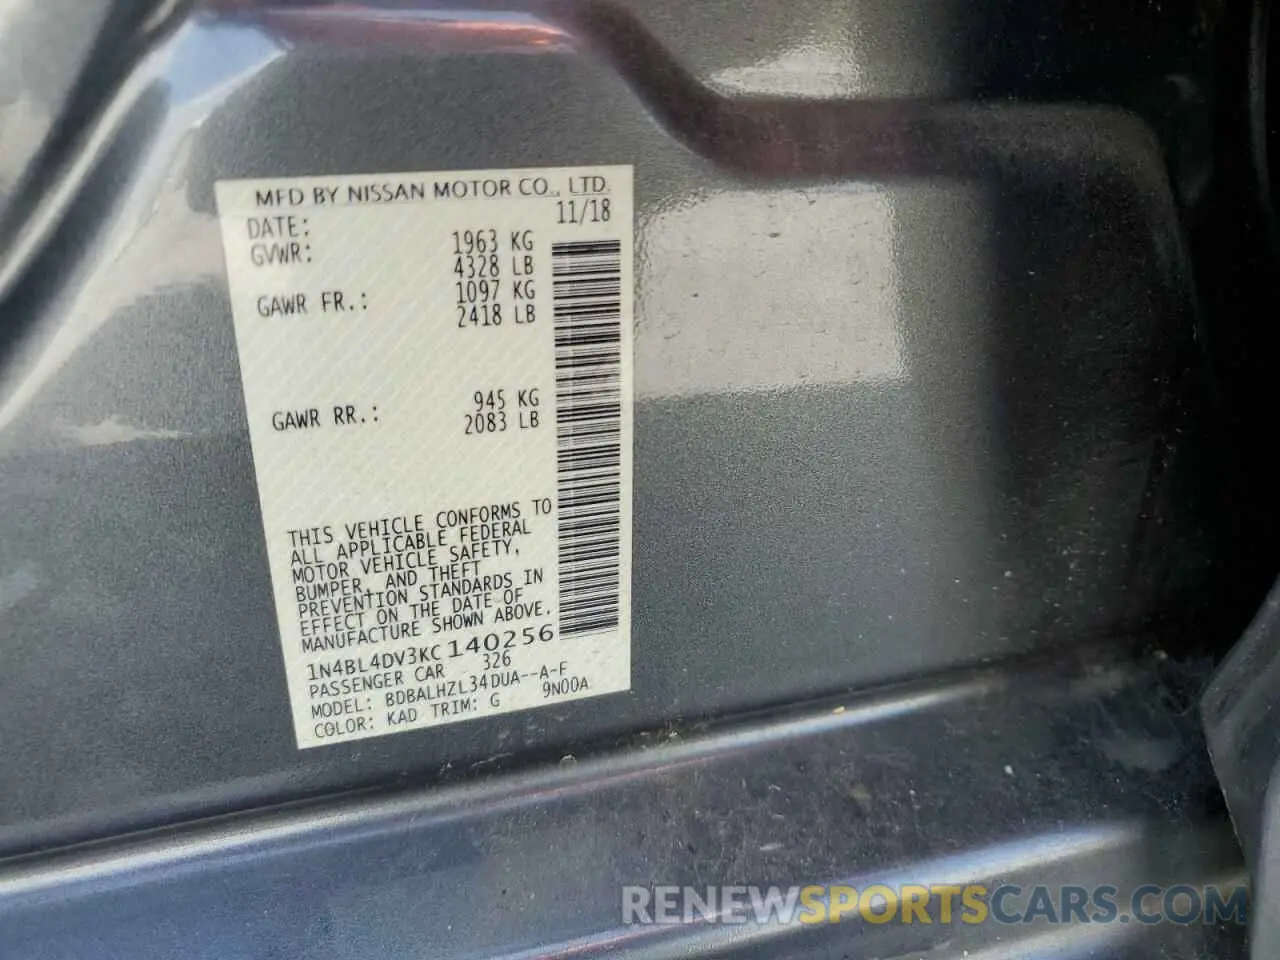 MFD BY NISSAN MOTOR CO., LTD.
DATE: 11/18
GVWR: 1963 KG
4328 LB
GAWR FR.: 1097 KG
2418 LB
GAWR RR.: 945 KG
2083 LB
THIS VEHICLE CONFORMS TO
ALL APPLICABLE FEDERAL
MOTOR VEHICLE SAFETY,
BUMPER, AND THEFT
PREVENTION STANDARDS IN
EFFECT ON THE DATE OF
MANUFACTURE SHOWN ABOVE.
1N4BL4DV3KC140256
PASSENGER CAR 326
MODEL: BDBALHZL34DUA--A-F
COLOR: KAD TRIM: G 9N00A
RENEWSPORTSCARS.COM